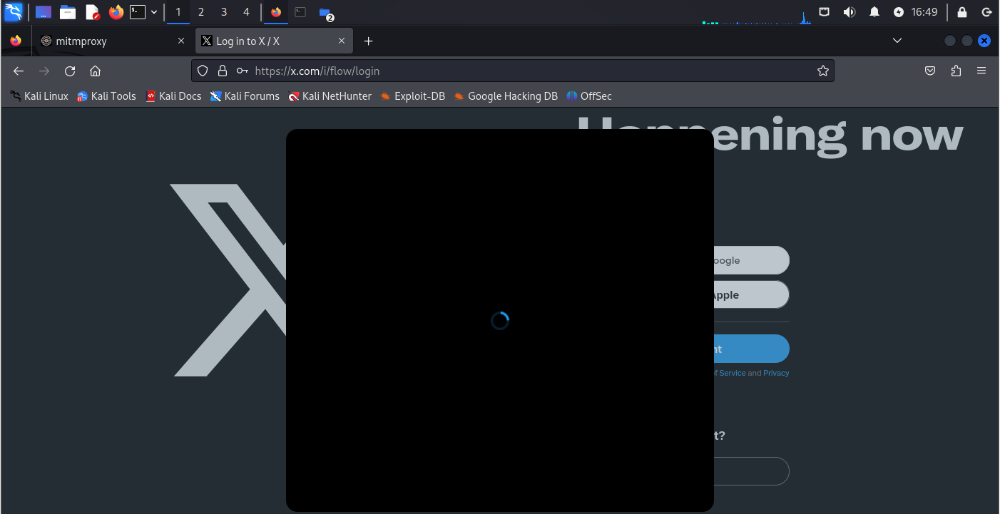 1 2 3 4 2 16:49
mitmproxy Log in to X / X
https://x.com/i/flow/login
Kali Linux Kali Tools Kali Docs Kali Forums Kali NetHunter Exploit-DB Google Hacking DB OffSec
Happening now
oogle
Apple
nt
of Service and Privacy
t?